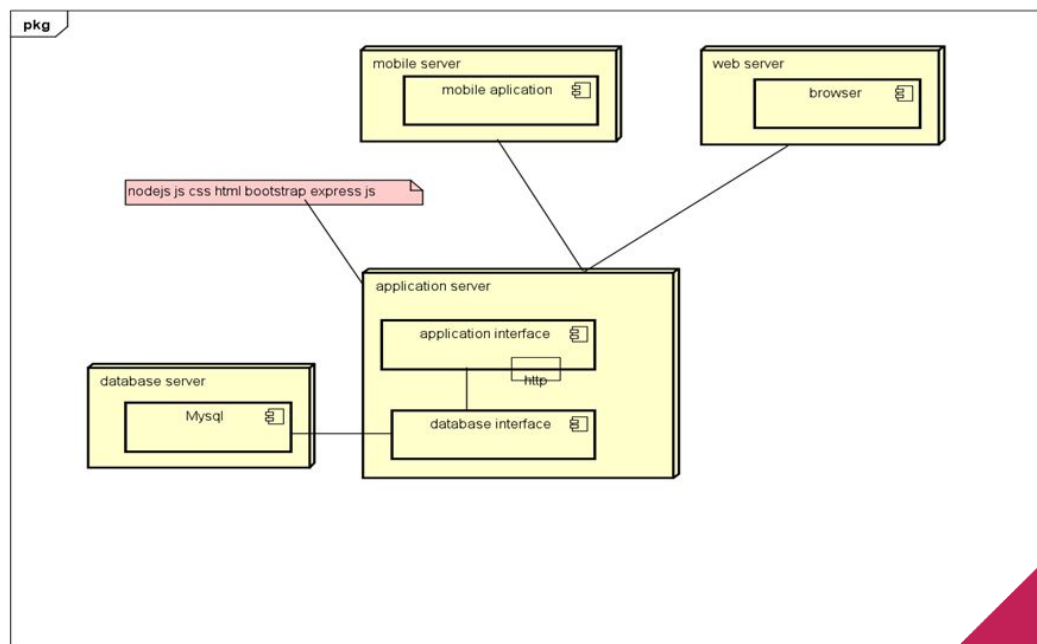 pkg
mobile server
mobile aplication
web server
browser
nodejs js css html bootstrap express js
application server
application interface
http
database server
Mysql
database interface